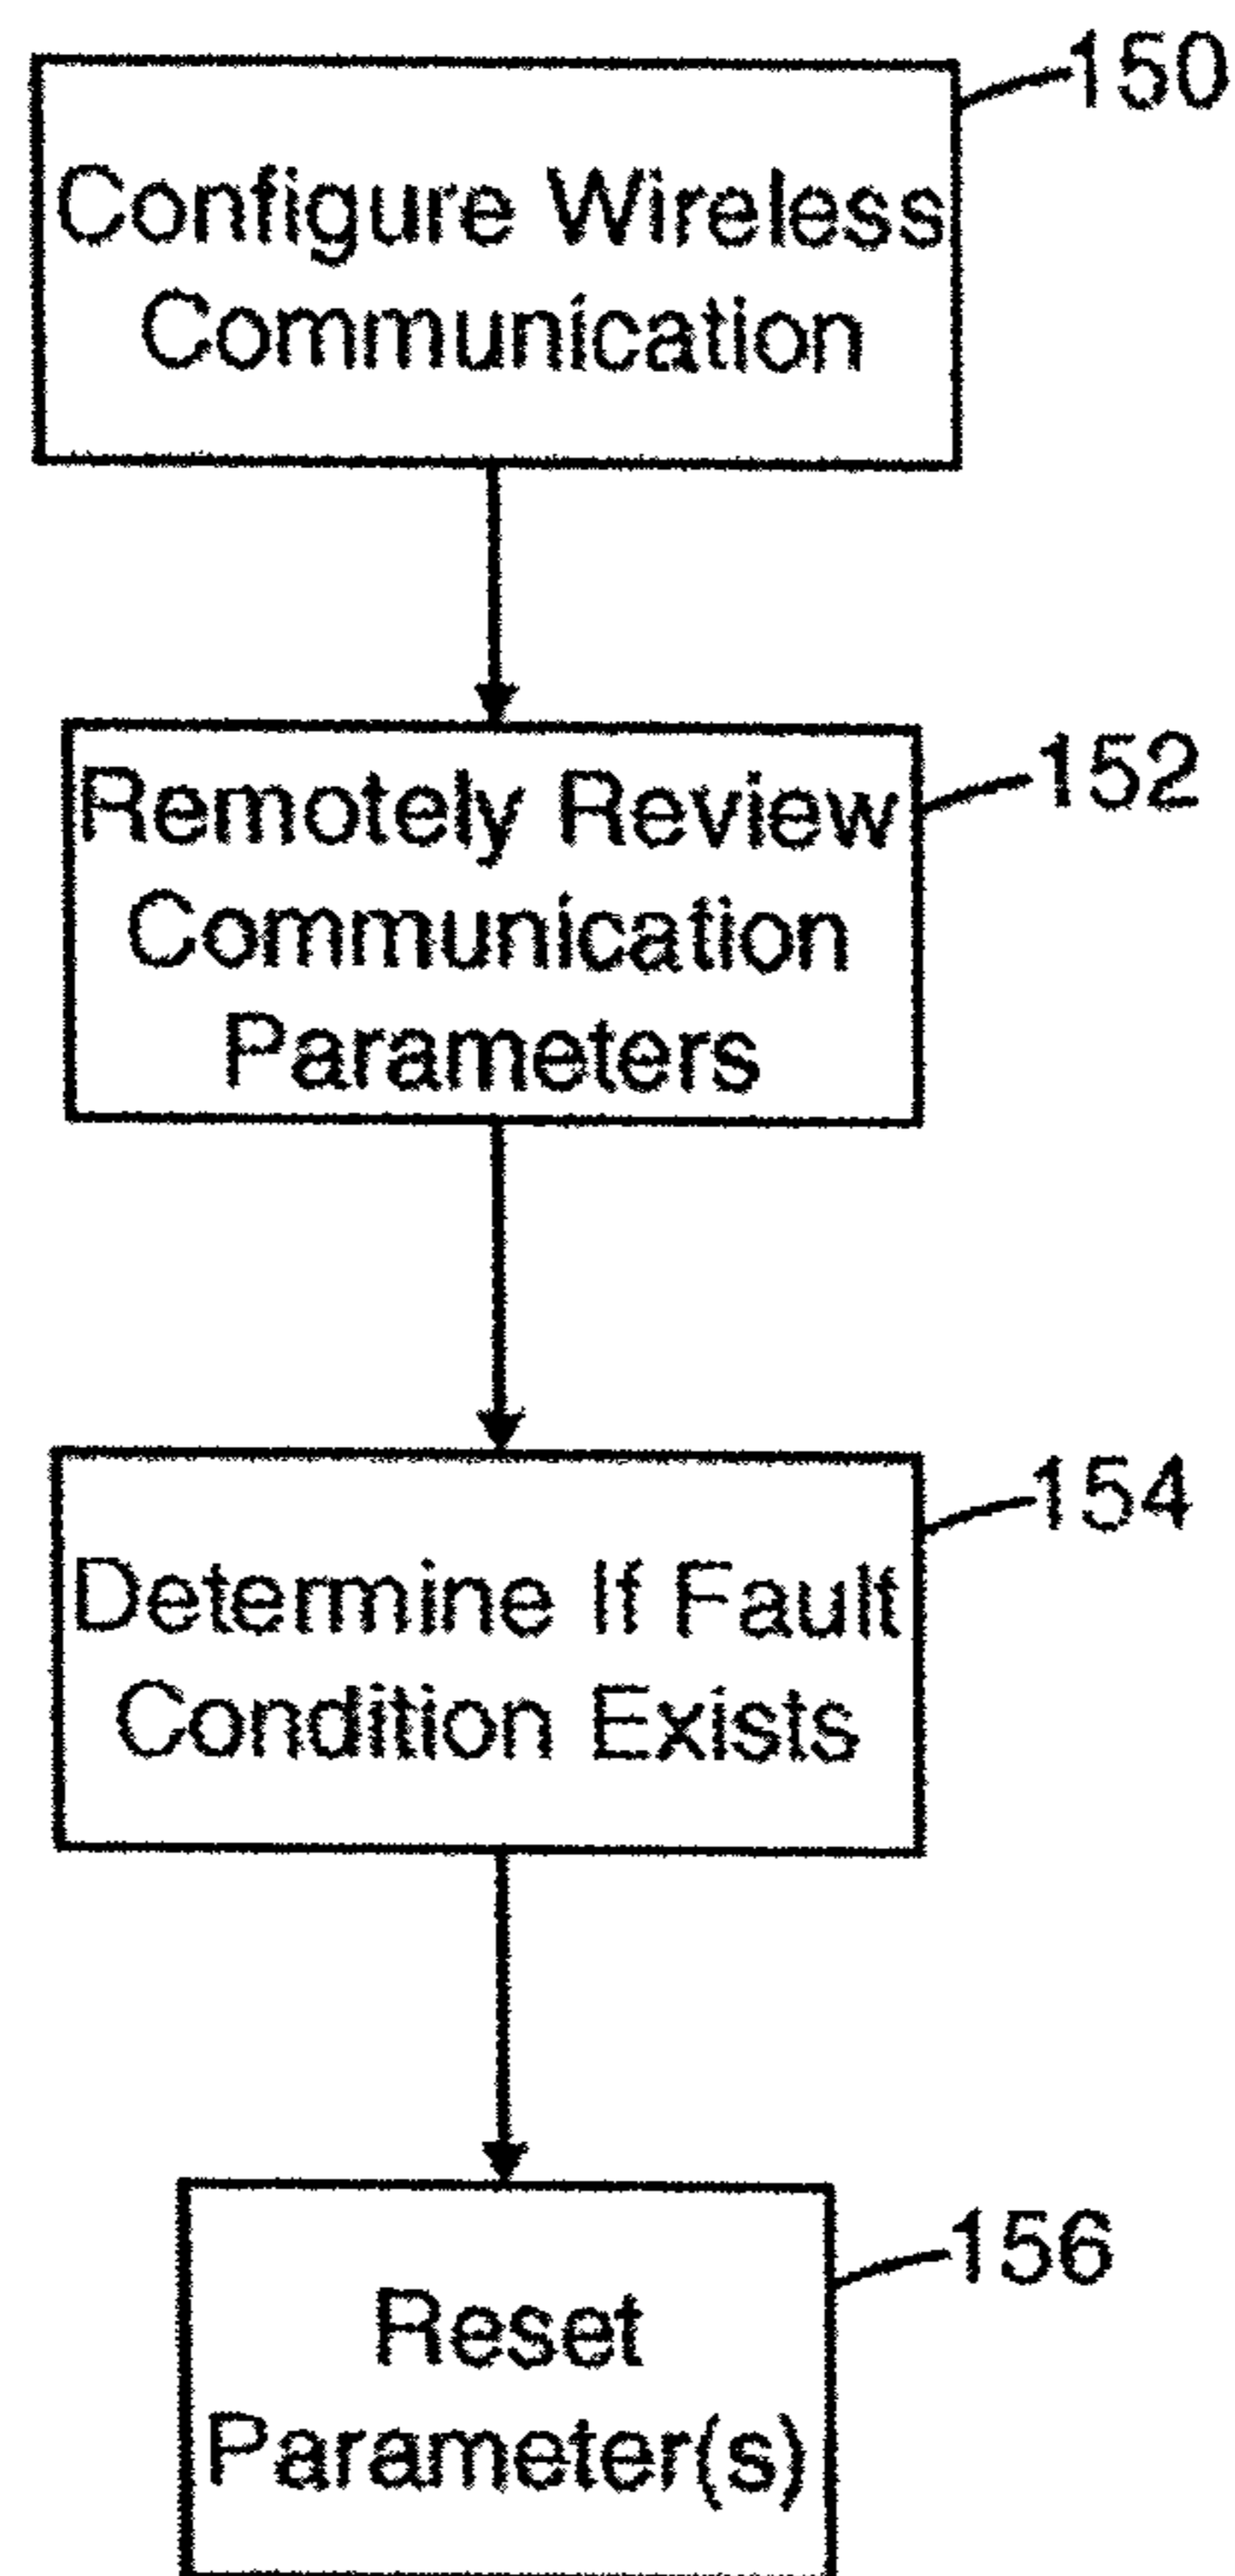 150
Configure Wireless
Communication
152
Remotely Review
Communication
Parameters
154
Determine If Fault
Condition Exists
156
Reset
Parameter(s)